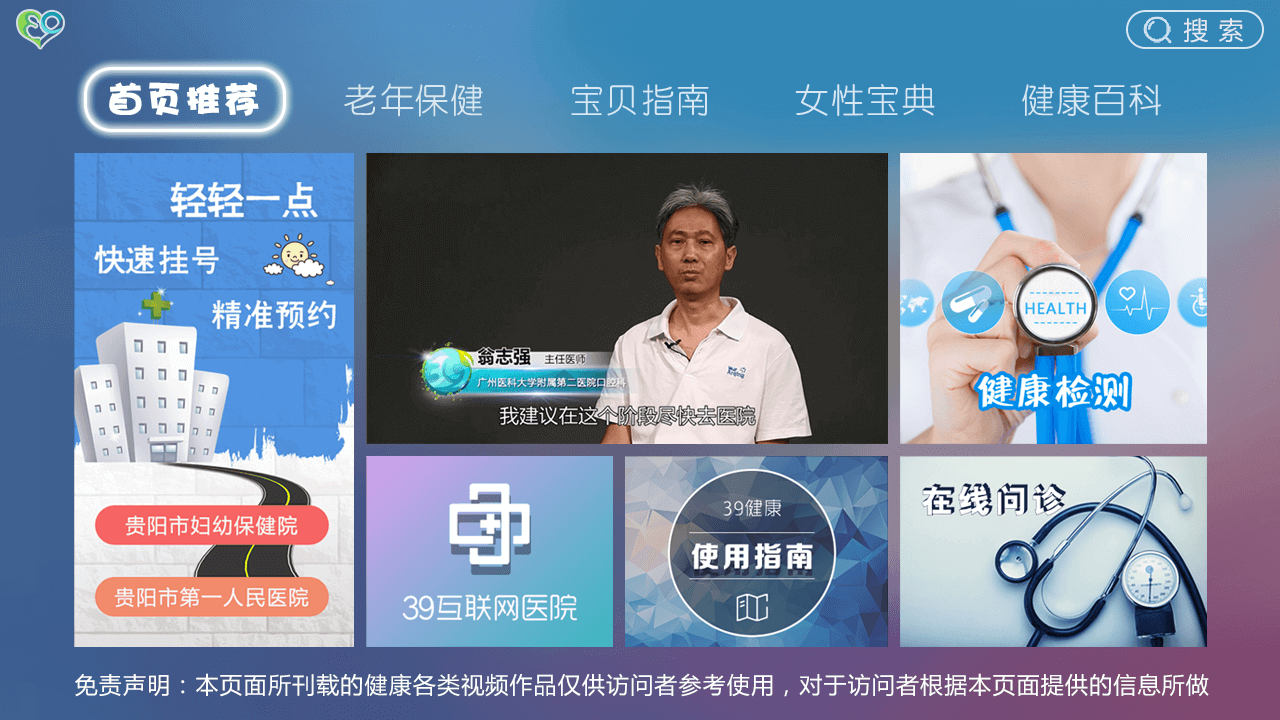 搜索
首页推荐
老年保健
宝贝指南
女性宝典
健康百科
轻轻一点
快速挂号
精准预约
贵阳市妇幼保健院
贵阳市第一人民医院
翁志强 主任医师
广州医科大学附属第二医院口腔科
我建议在这个阶段尽快去医院
HEALTH
健康检测
39互联网医院
39健康
使用指南
在线问诊
免责声明：本页面所刊载的健康各类视频作品仅供访问者参考使用，对于访问者根据本页面提供的信息所做